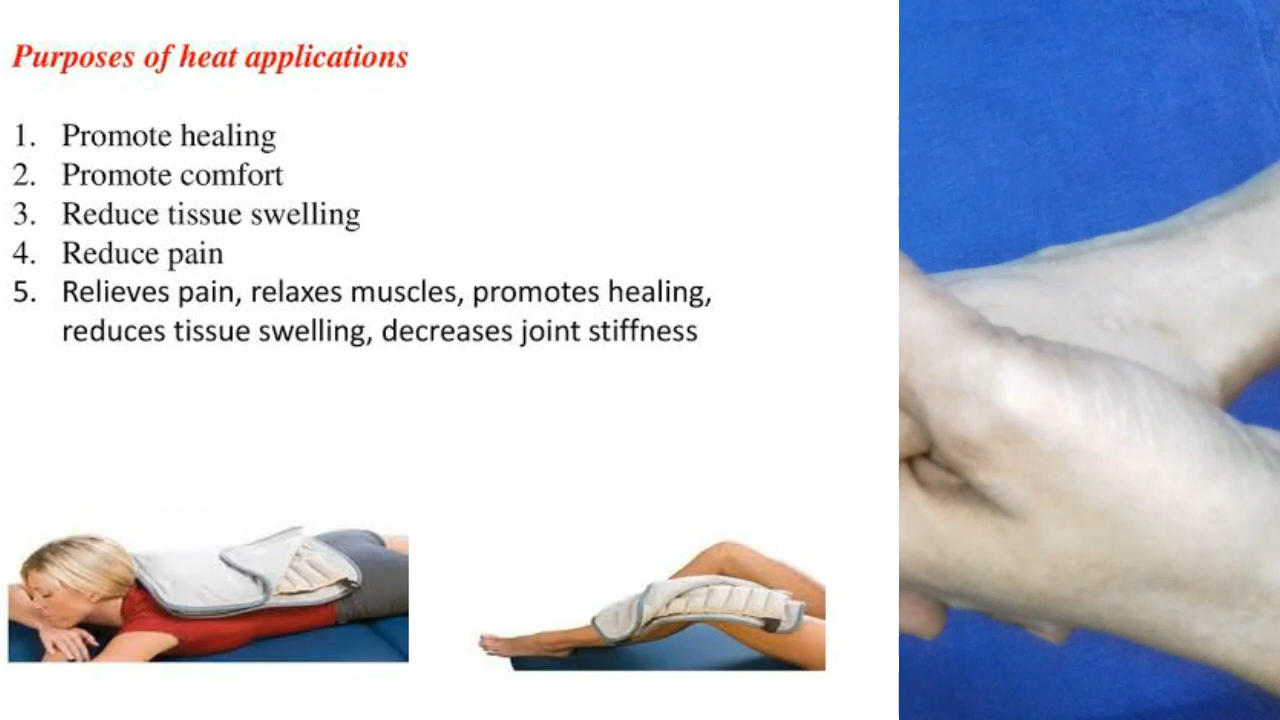 Purposes of heat applications
1. Promote healing
2. Promote comfort
3. Reduce tissue swelling
4. Reduce pain
5. Relieves pain, relaxes muscles, promotes healing,
reduces tissue swelling, decreases joint stiffness